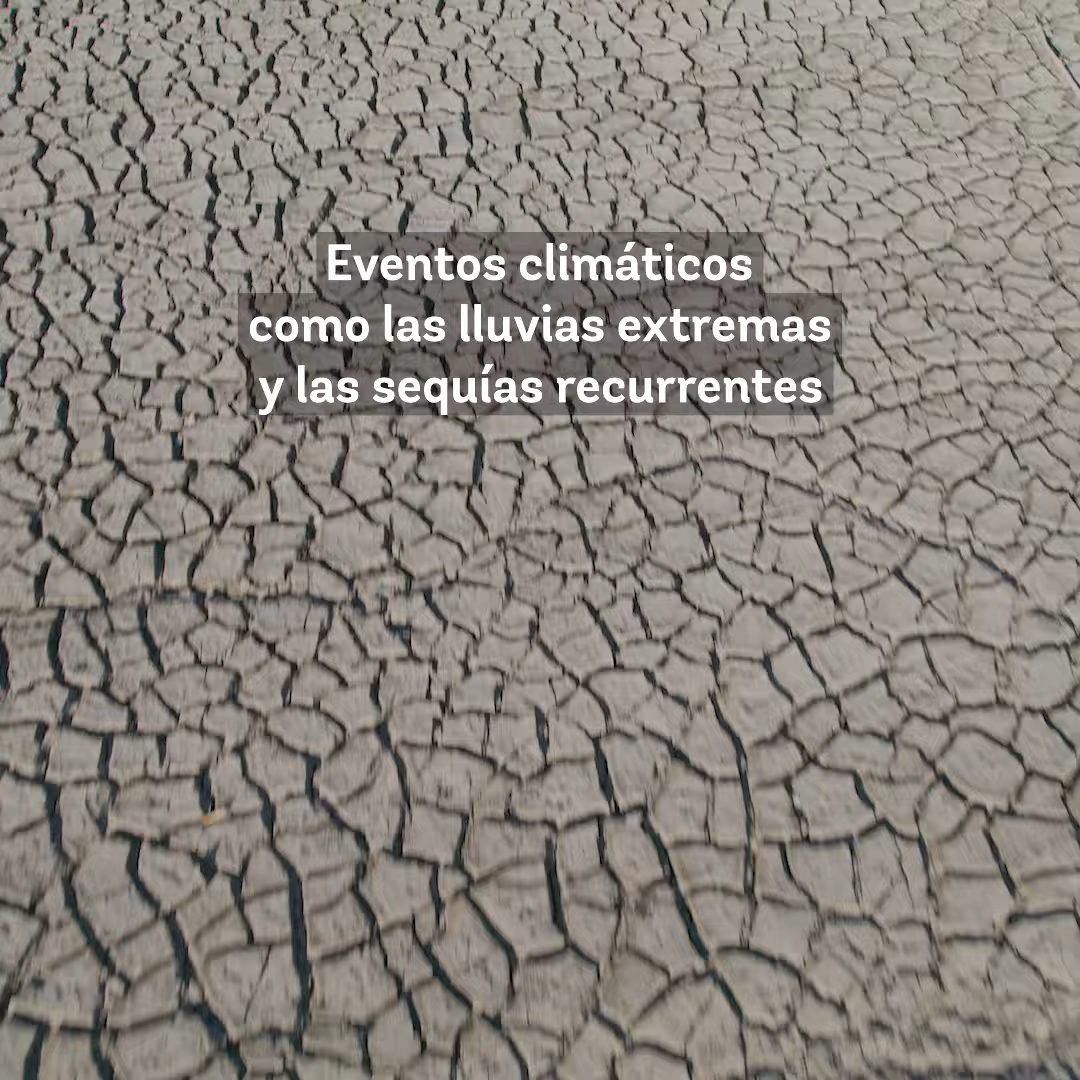 Eventos climáticos
como las lluvias extremas
y las sequías recurrentes